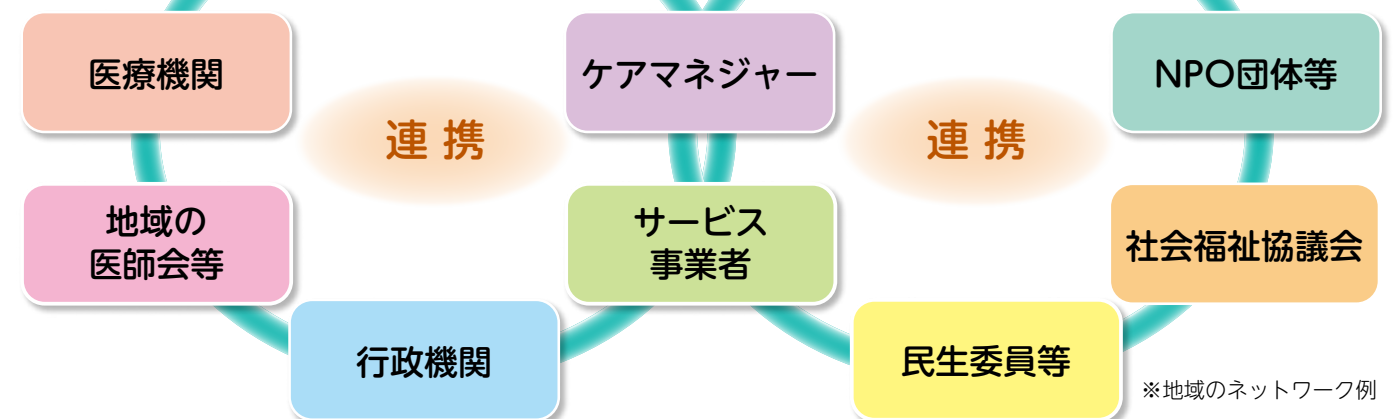 医療機関
ケアマネジャー
NPO団体等
連携
連携
地域の
医師会等
サービス
事業者
社会福祉協議会
行政機関
民生委員等
※地域のネットワーク例